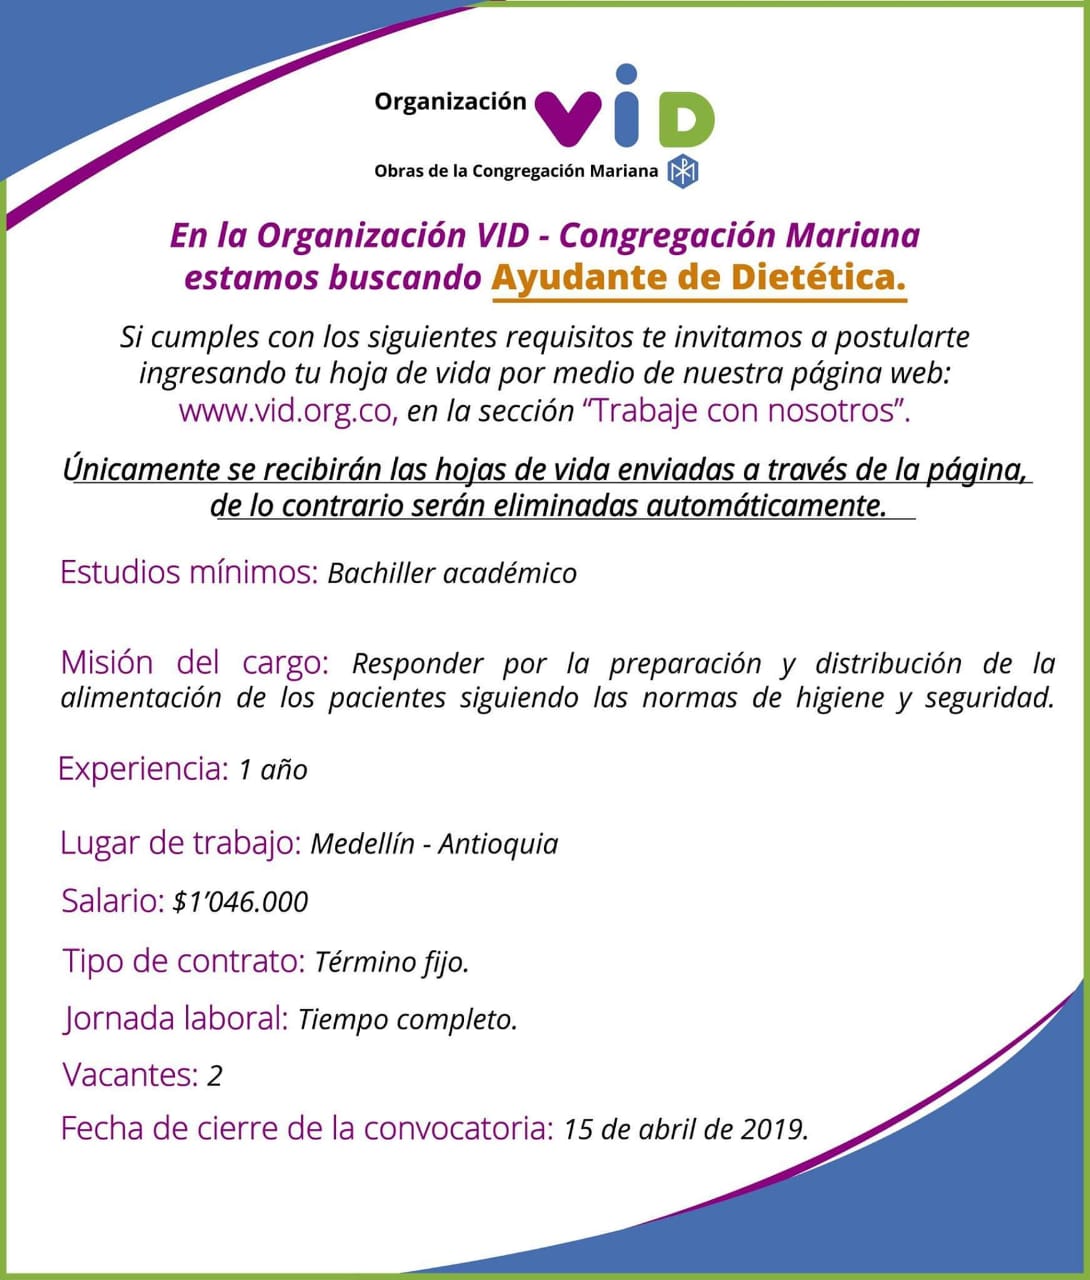 Organización ViD
Obras de la Congregación Mariana
En la Organización VID - Congregación Mariana
estamos buscando Ayudante de Dietética.
Si cumples con los siguientes requisitos te invitamos a postularte
ingresando tu hoja de vida por medio de nuestra página web:
www.vid.org.co, en la sección “Trabaje con nosotros”.
Únicamente se recibirán las hojas de vida enviadas a través de la página,
de lo contrario serán eliminadas automáticamente.
Estudios mínimos: Bachiller académico
Misión del cargo: Responder por la preparación y distribución de la
alimentación de los pacientes siguiendo las normas de higiene y seguridad.
Experiencia: 1 año
Lugar de trabajo: Medellín - Antioquia
Salario: $1’046.000
Tipo de contrato: Término fijo.
Jornada laboral: Tiempo completo.
Vacantes: 2
Fecha de cierre de la convocatoria: 15 de abril de 2019.